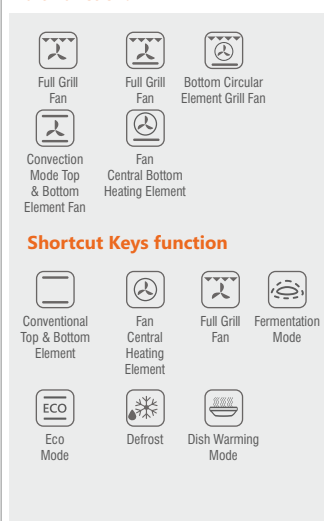 Full Grill
Fan
Full Grill
Fan
Bottom Circular
Element Grill Fan
Convection
Mode Top
& Bottom
Element Fan
Fan
Central Bottom
Heating Element
Shortcut Keys function
Conventional
Top & Bottom
Element
Fan
Central
Heating
Element
Full Grill
Fan
Fermentation
Mode
ECO
Eco
Mode
Defrost
Dish Warming
Mode